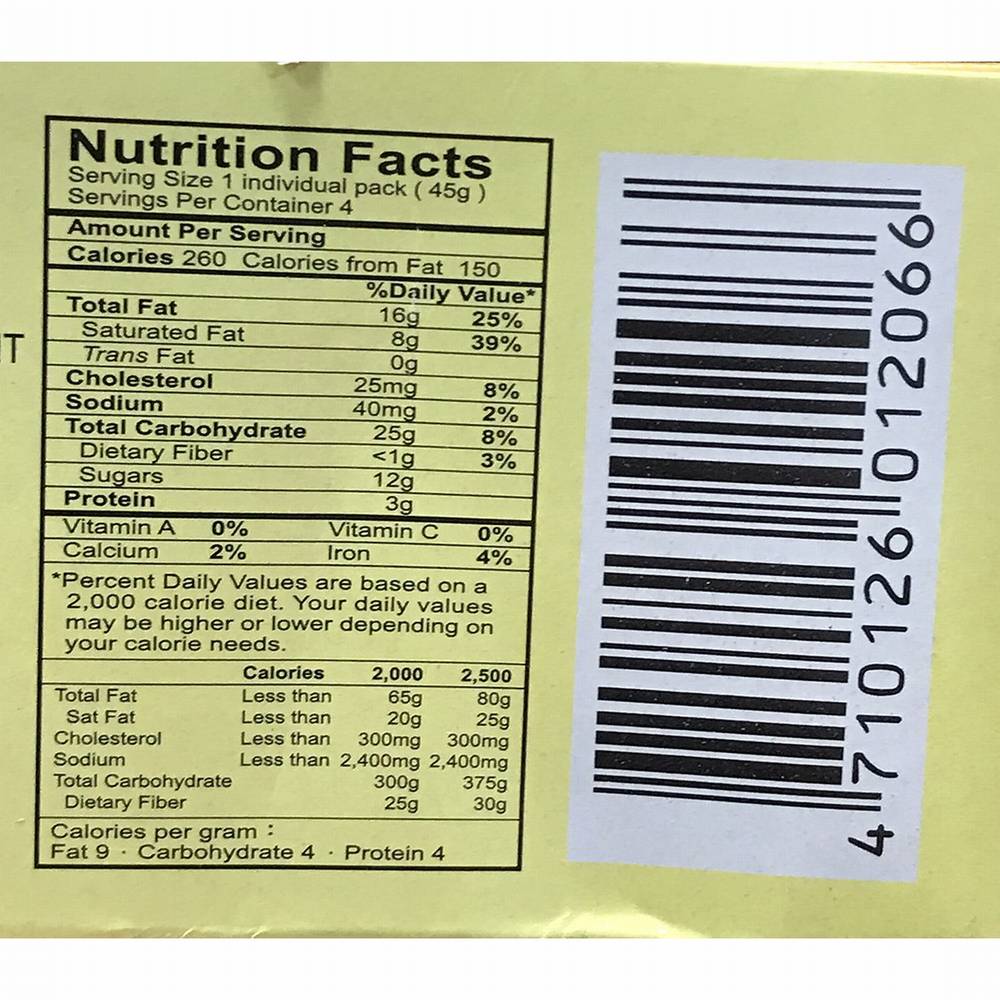 Nutrition Facts
Serving Size 1 individual pack ( 45g )
Servings Per Container 4
Amount Per Serving
Calories 260 Calories from Fat 150
%Daily Value*
Total Fat 16g 25%
Saturated Fat 8g 39%
Trans Fat 0g
Cholesterol 25mg 8%
Sodium 40mg 2%
Total Carbohydrate 25g 8%
Dietary Fiber <1g 3%
Sugars 12g
Protein 3g
Vitamin A 0% Vitamin C 0%
Calcium 2% Iron 4%
*Percent Daily Values are based on a
2,000 calorie diet. Your daily values
may be higher or lower depending on
your calorie needs.
Calories 2,000 2,500
Total Fat Less than 65g 80g
Sat Fat Less than 20g 25g
Cholesterol Less than 300mg 300mg
Sodium Less than 2,400mg 2,400mg
Total Carbohydrate 300g 375g
Dietary Fiber 25g 30g
Calories per gram :
Fat 9 · Carbohydrate 4 · Protein 4
4 710126 012066